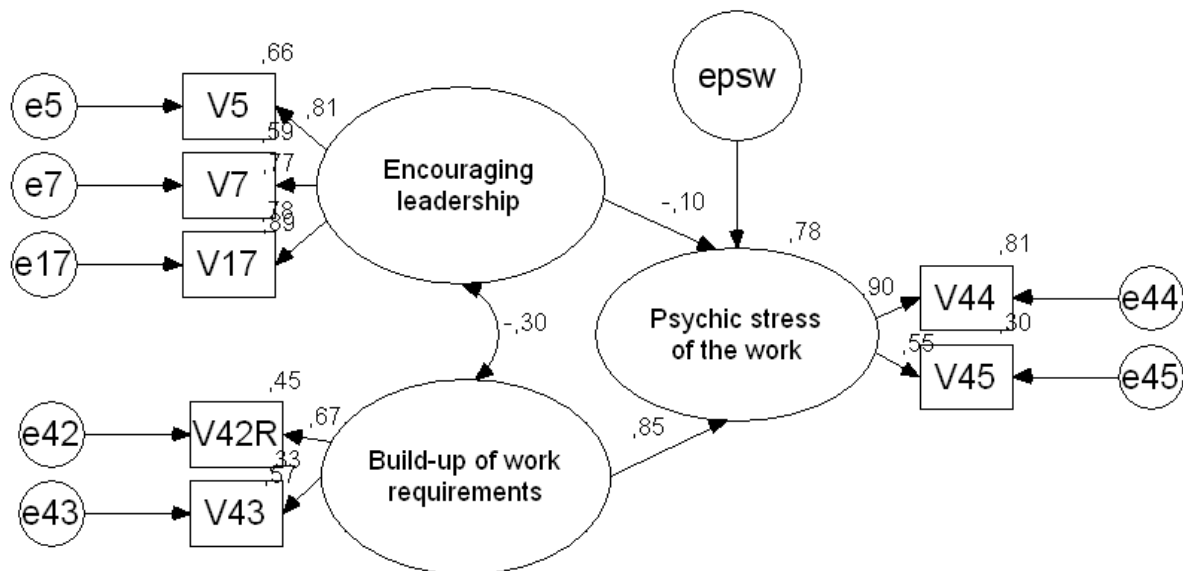 ,66
e5
V5
,81
,59
e7
V7
,77
,78
e17
V17
,89
Encouraging
leadership
epsw
-,10
,78
Psychic stress
of the work
,90
,81
V44
e44
,55
,30
V45
e45
-,30
,45
e42
V42R
,67
,33
e43
V43
,57
Build-up of work
requirements
,85